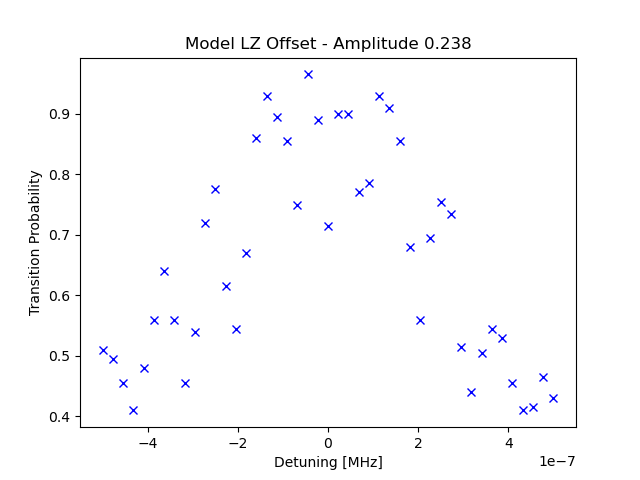 Model LZ Offset - Amplitude 0.238
Transition Probability
0.9
0.8
0.7
0.6
0.5
0.4
−4
−2
0
2
4
1e−7
Detuning [MHz]